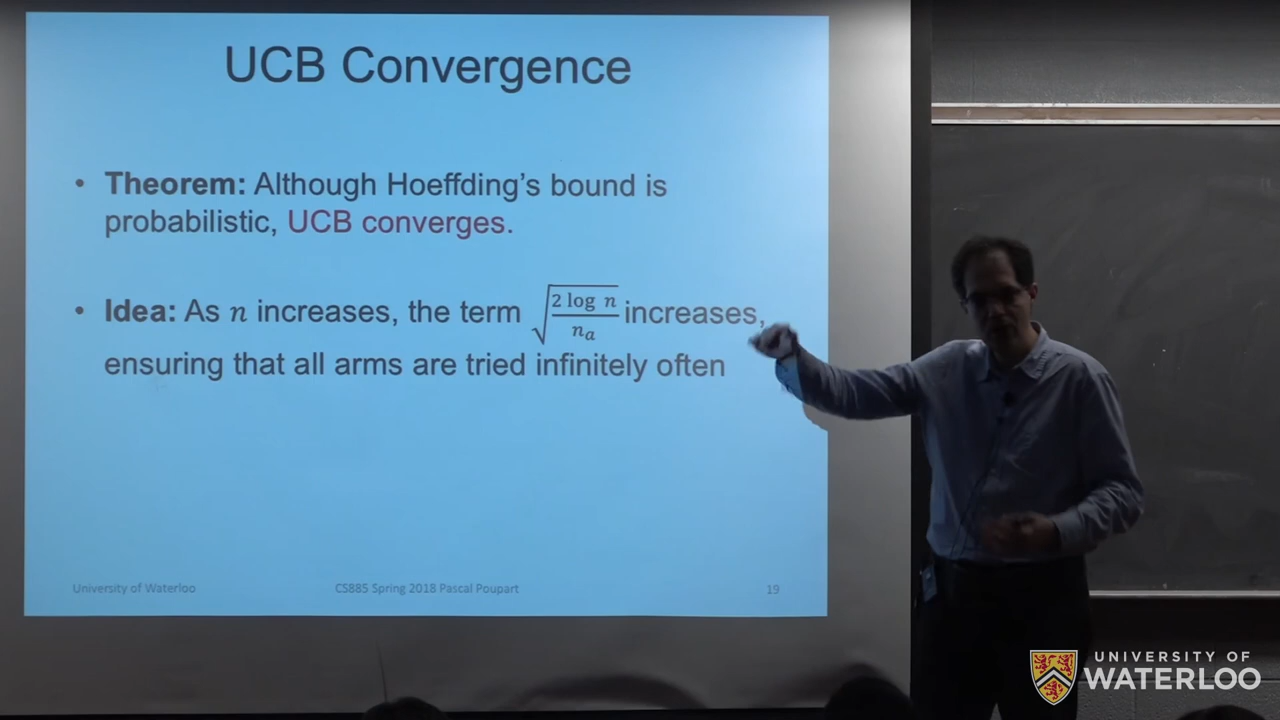 UCB Convergence
• Theorem: Although Hoeffding's bound is
probabilistic, UCB converges.
• Idea: As n increases, the term √(2 log n / nₐ) increases,
ensuring that all arms are tried infinitely often
University of Waterloo CS885 Spring 2018 Pascal Poupart 19
UNIVERSITY OF
WATERLOO